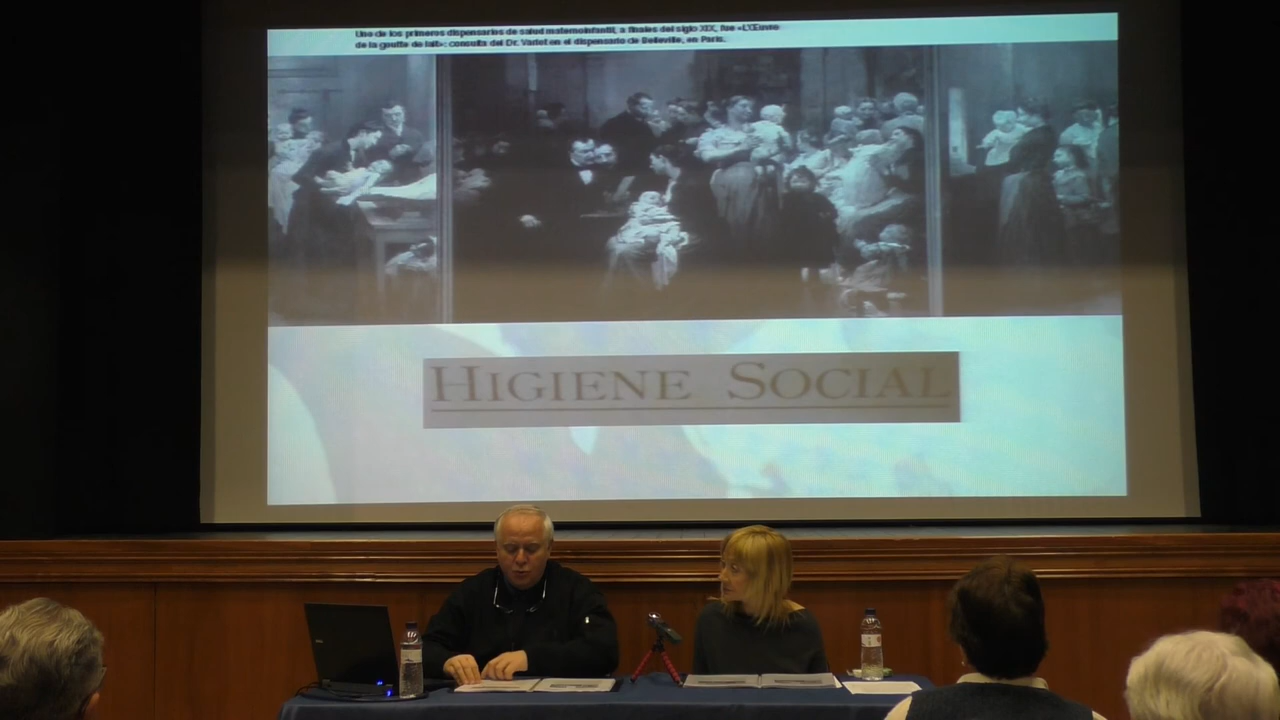 Uno de los primeros dispensarios de salud maternoinfantil, a finales del siglo XIX, fue «L'Œuvre
de la goutte de lait»: consulta del Dr. Variot en el dispensario de Belleville, en París.
HIGIENE SOCIAL